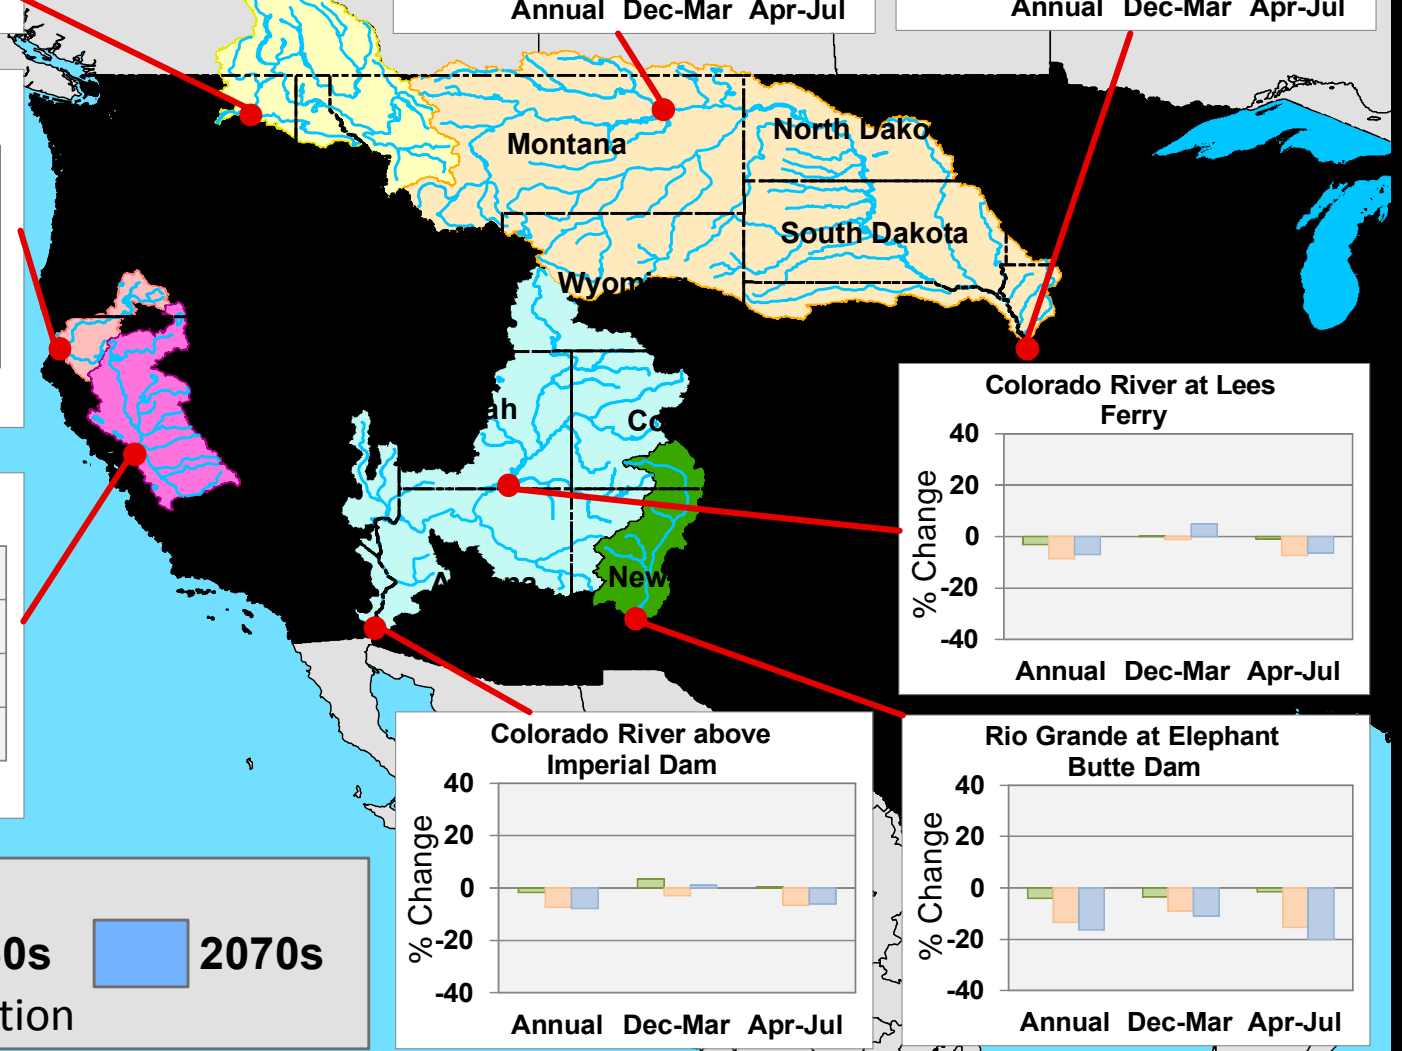 Annual Dec-Mar Apr-Jul
Annual Dec-Mar Apr-Jul
Montana
North Dako
South Dakota
Wyom
ah
Co
New
Colorado River at Lees
Ferry
% Change
40
20
0
-20
-40
Annual Dec-Mar Apr-Jul
Colorado River above
Imperial Dam
% Change
40
20
0
-20
-40
Annual Dec-Mar Apr-Jul
Rio Grande at Elephant
Butte Dam
% Change
40
20
0
-20
-40
Annual Dec-Mar Apr-Jul
0s
2070s
tion